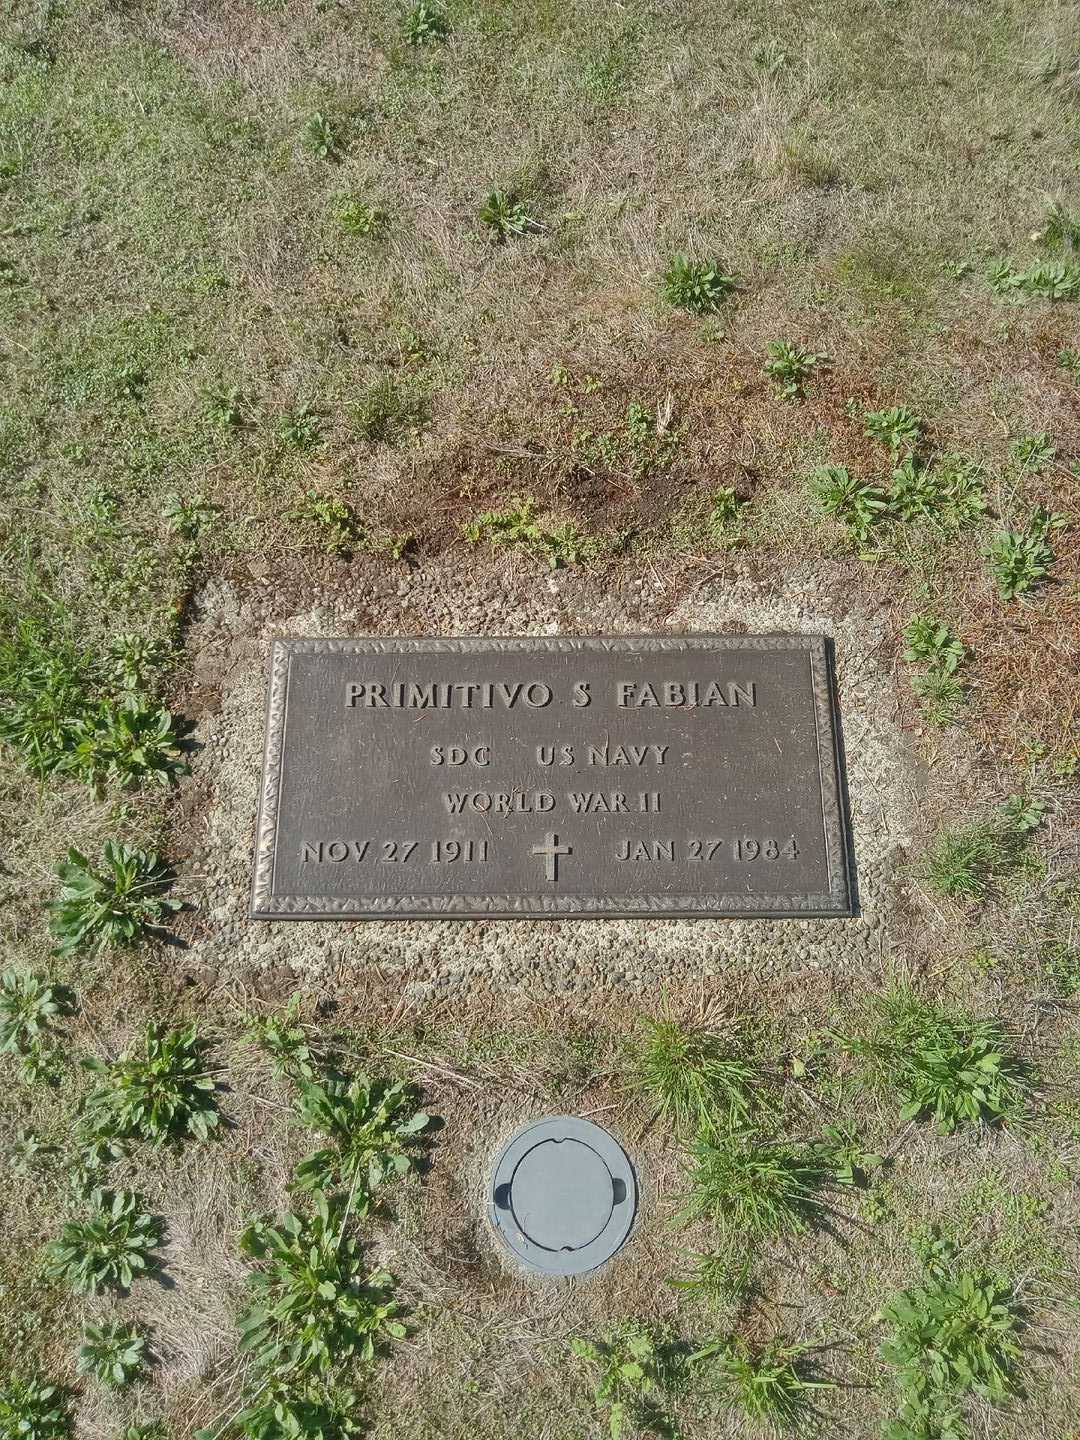 PRIMITIVO S FABIAN
SDC US NAVY
WORLD WAR II
NOV 27 1911 JAN 27 1984